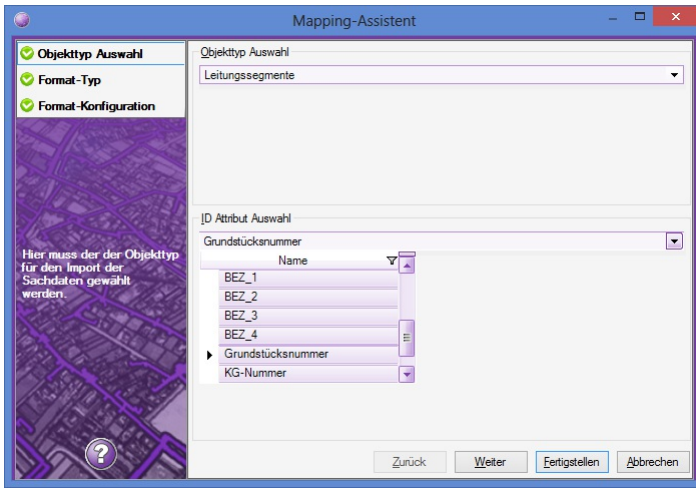 Mapping-Assistent
Objekttyp Auswahl
Format-Typ
Format-Konfiguration
Hier muss der der Objekttyp
für den Import der
Sachdaten gewählt
werden.
?
Objekttyp Auswahl
Leitungssegmente
ID Attribut Auswahl
Grundstücksnummer
Name
BEZ_1
BEZ_2
BEZ_3
BEZ_4
Grundstücksnummer
KG-Nummer
Zurück Weiter Fertigstellen Abbrechen